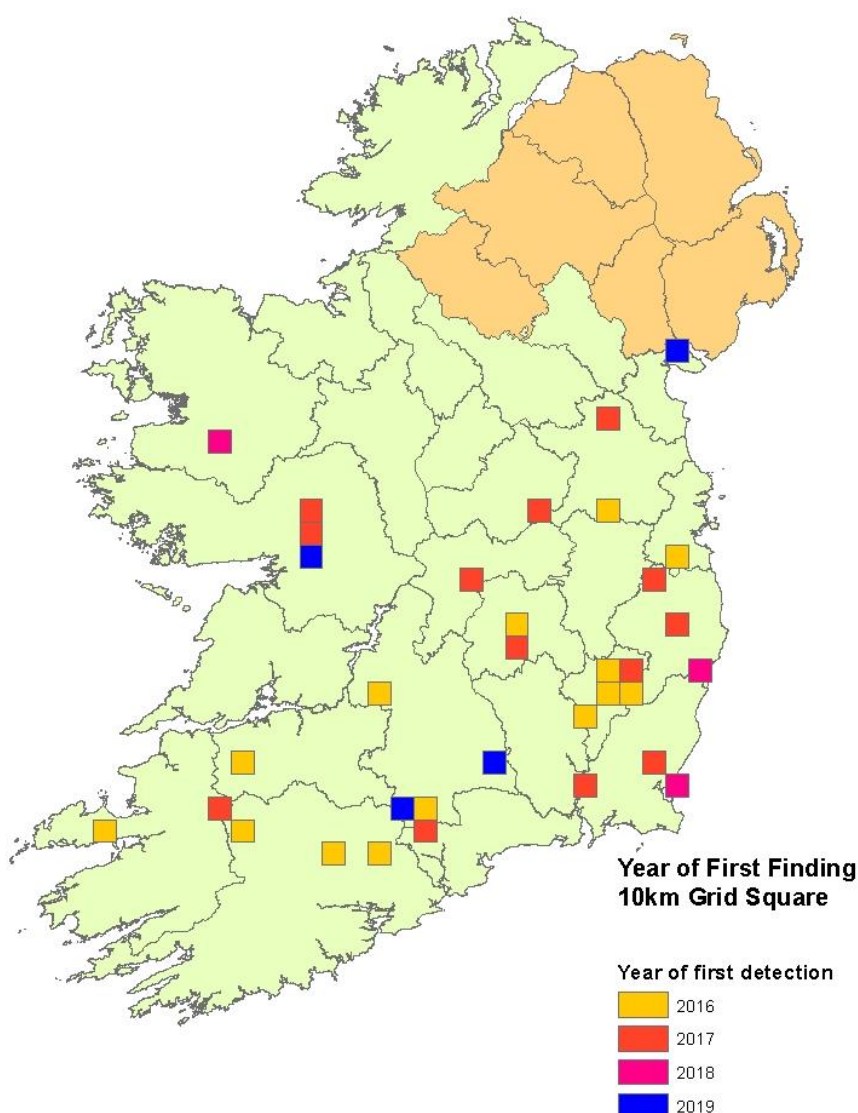 Year of First Finding
10km Grid Square
Year of first detection
2016
2017
2018
2019